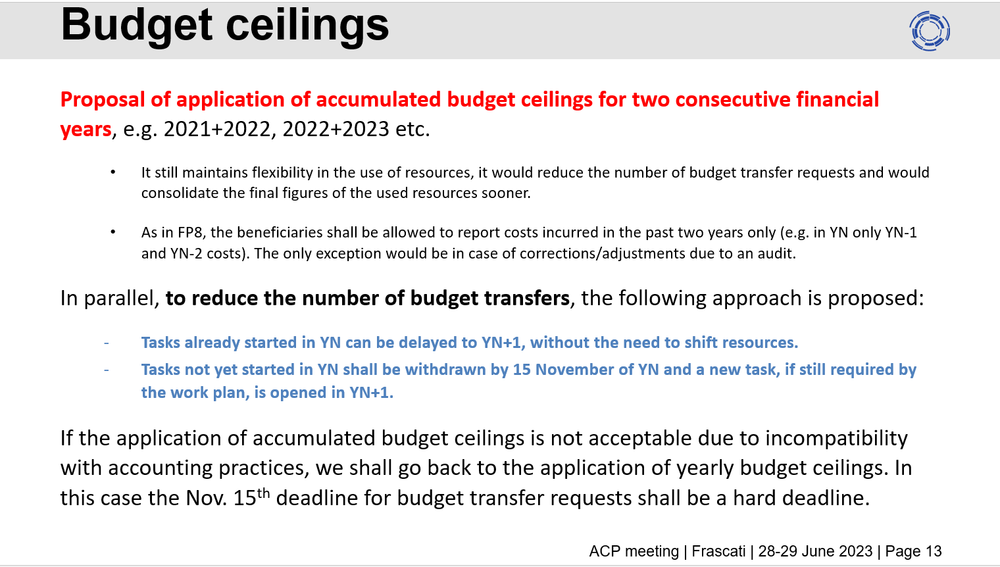 Budget ceilings
Proposal of application of accumulated budget ceilings for two consecutive financial
years, e.g. 2021+2022, 2022+2023 etc.
• It still maintains flexibility in the use of resources, it would reduce the number of budget transfer requests and would
consolidate the final figures of the used resources sooner.
• As in FP8, the beneficiaries shall be allowed to report costs incurred in the past two years only (e.g. in YN only YN-1
and YN-2 costs). The only exception would be in case of corrections/adjustments due to an audit.
In parallel, to reduce the number of budget transfers, the following approach is proposed:
- Tasks already started in YN can be delayed to YN+1, without the need to shift resources.
- Tasks not yet started in YN shall be withdrawn by 15 November of YN and a new task, if still required by
the work plan, is opened in YN+1.
If the application of accumulated budget ceilings is not acceptable due to incompatibility
with accounting practices, we shall go back to the application of yearly budget ceilings. In
this case the Nov. 15th deadline for budget transfer requests shall be a hard deadline.
ACP meeting | Frascati | 28-29 June 2023 | Page 13